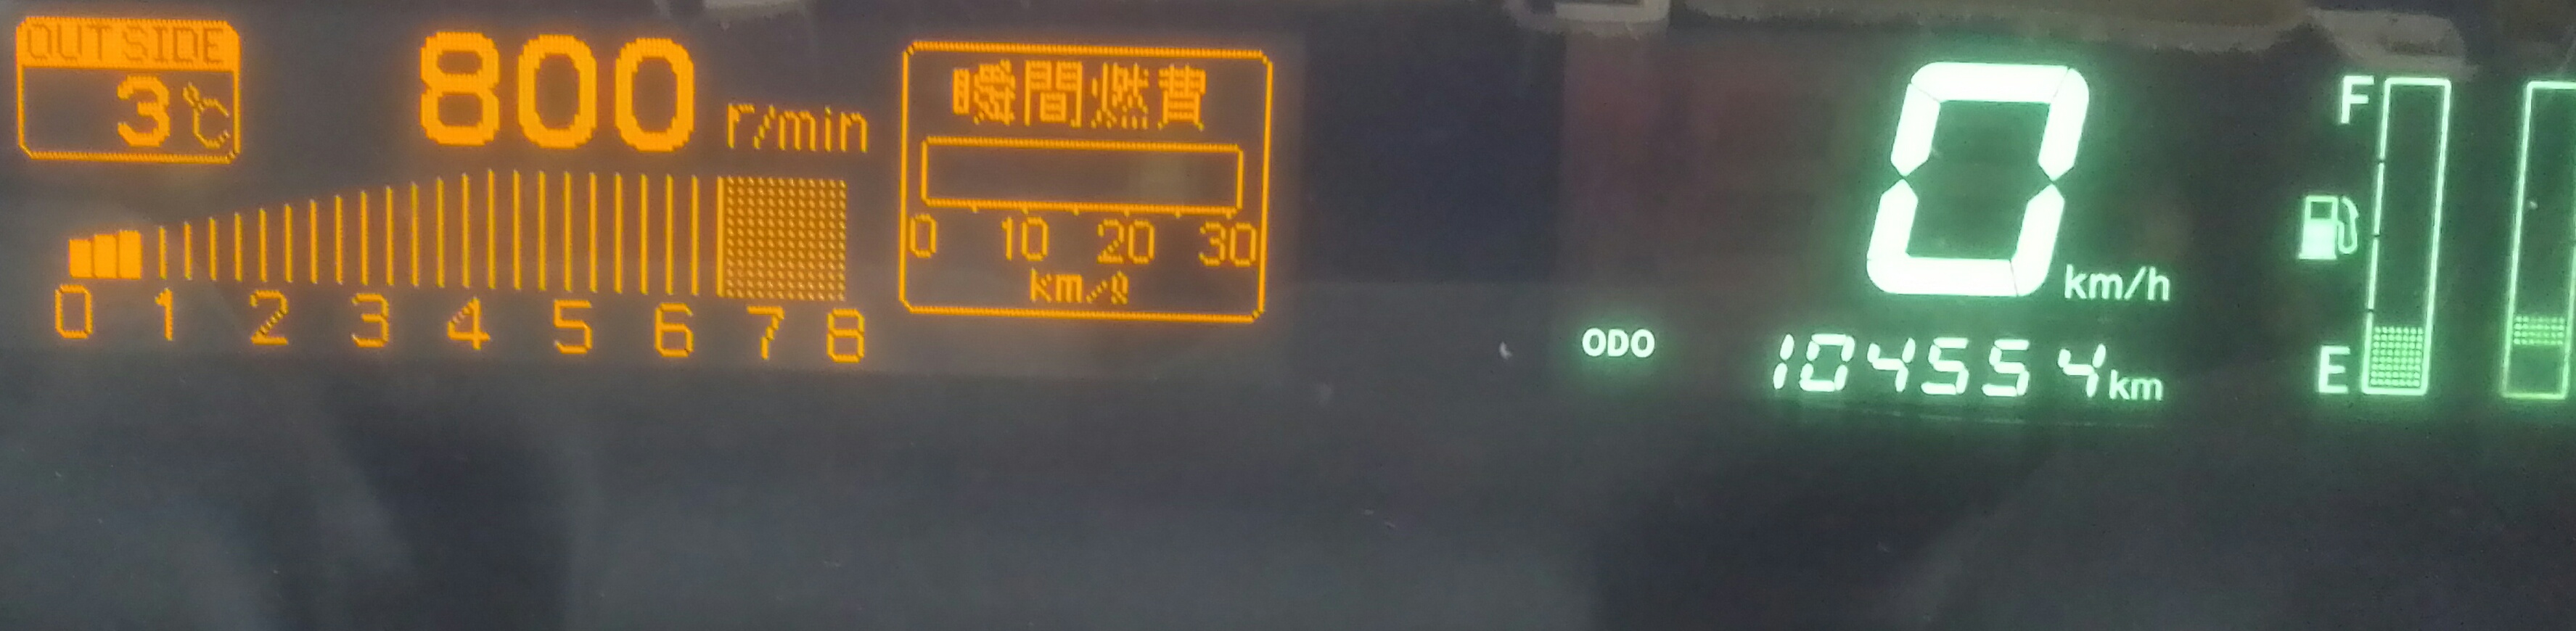 OUTSIDE
3℃
800 r/min
0 1 2 3 4 5 6 7 8
瞬間燃費
0 10 20 30
km/ℓ
0 km/h
ODO 104554 km
F
E